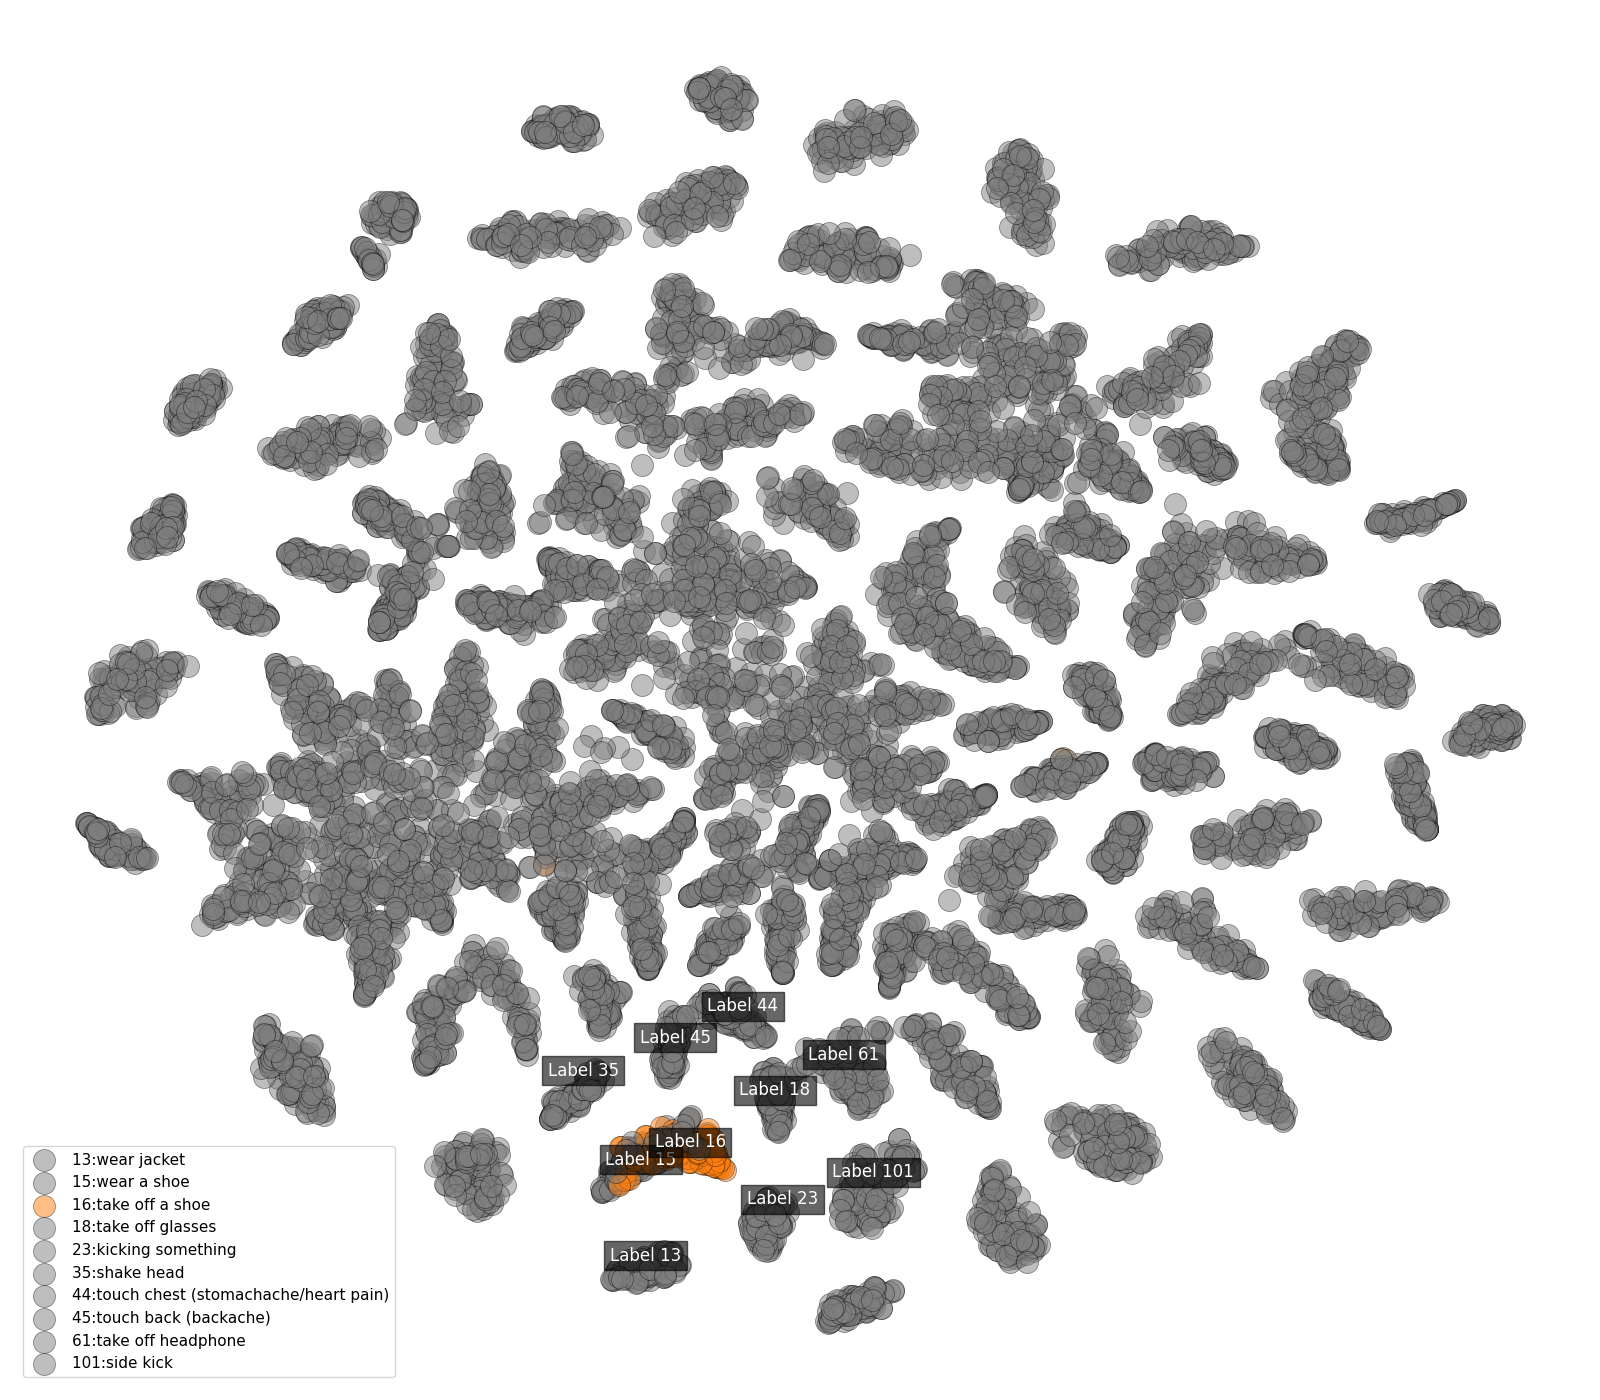 Label 44
Label 45
Label 61
Label 35
Label 18
Label 16
Label 15
Label 101
Label 23
Label 13
13:wear jacket
15:wear a shoe
16:take off a shoe
18:take off glasses
23:kicking something
35:shake head
44:touch chest (stomachache/heart pain)
45:touch back (backache)
61:take off headphone
101:side kick